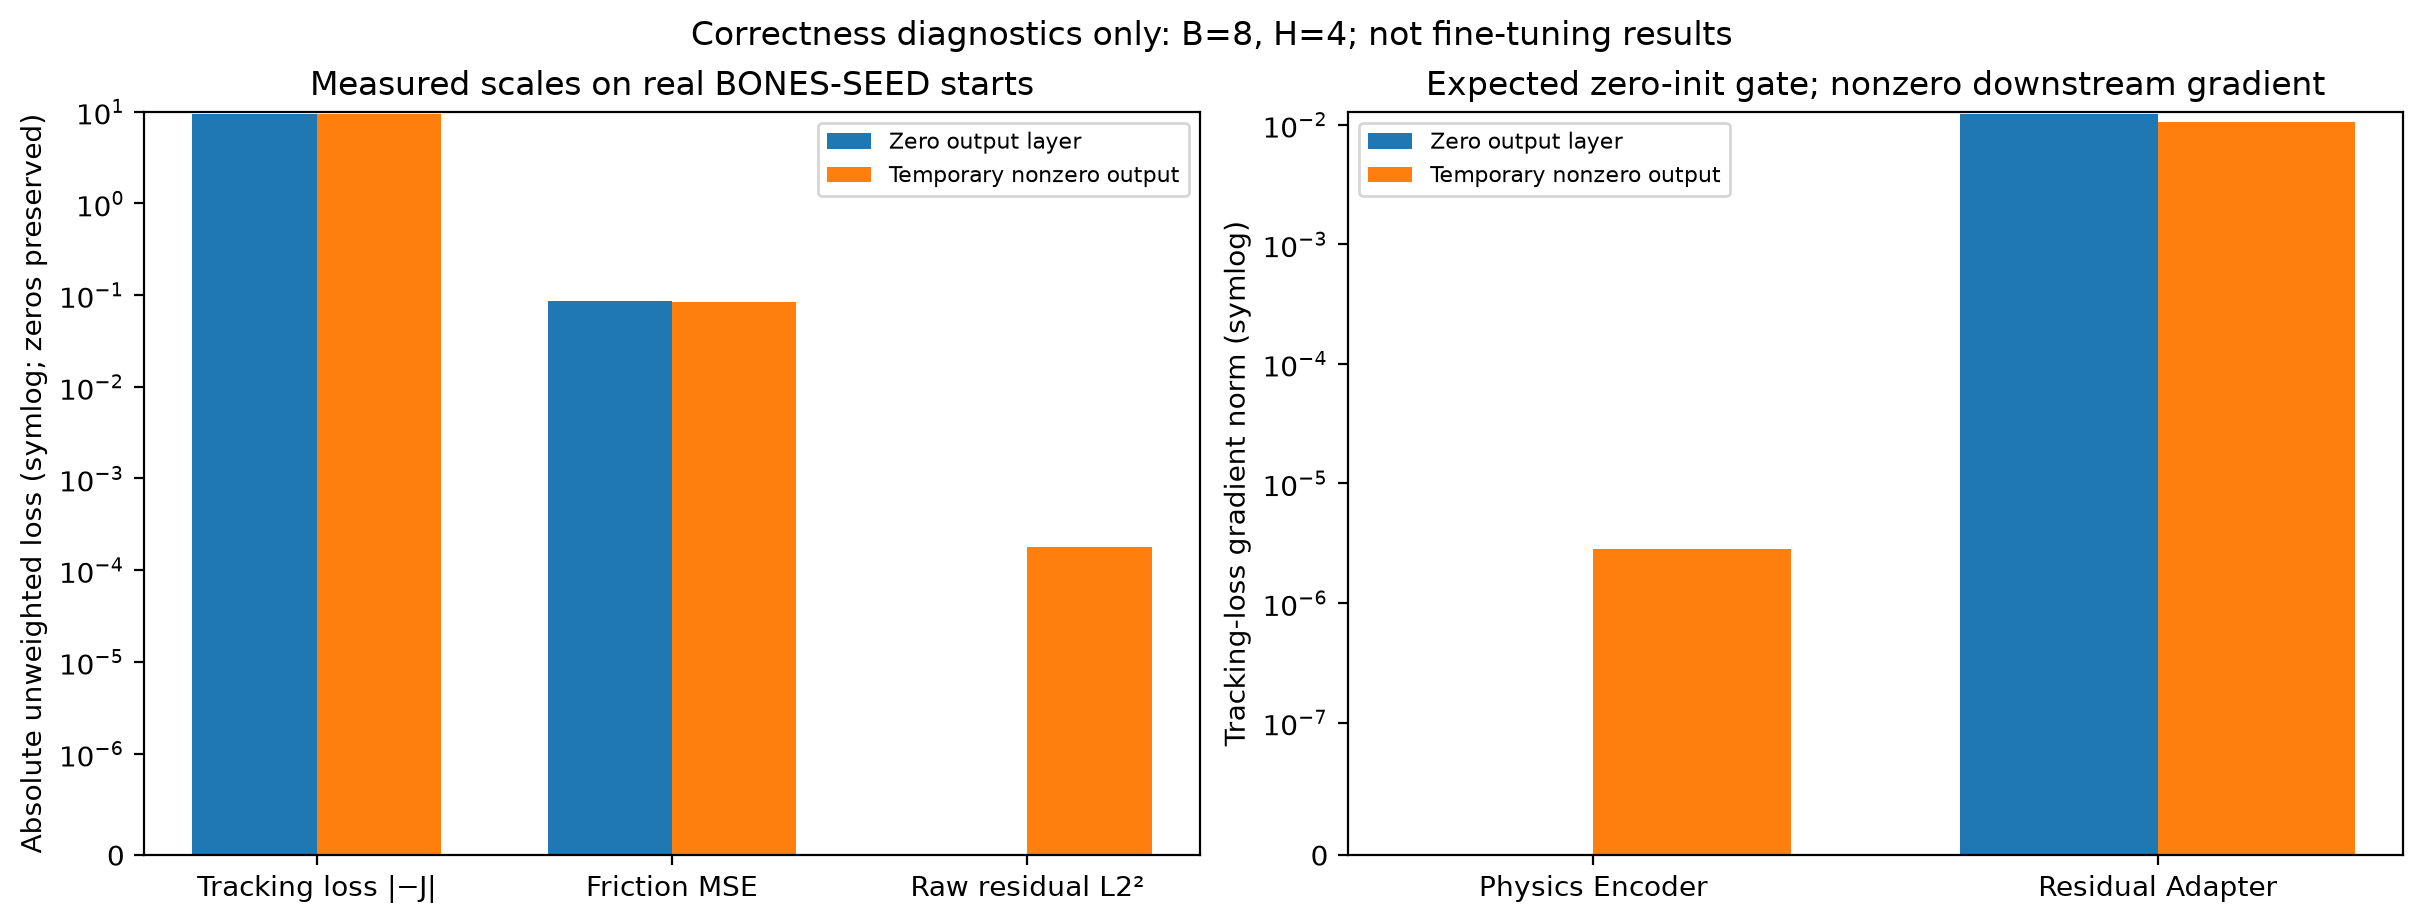 Correctness diagnostics only: B=8, H=4; not fine-tuning results
Measured scales on real BONES-SEED starts
Absolute unweighted loss (symlog; zeros preserved)
10¹
10⁰
10⁻¹
10⁻²
10⁻³
10⁻⁴
10⁻⁵
10⁻⁶
0
Zero output layer
Temporary nonzero output
Tracking loss |−J|
Friction MSE
Raw residual L2²
Expected zero-init gate; nonzero downstream gradient
Tracking-loss gradient norm (symlog)
10⁻²
10⁻³
10⁻⁴
10⁻⁵
10⁻⁶
10⁻⁷
0
Zero output layer
Temporary nonzero output
Physics Encoder
Residual Adapter